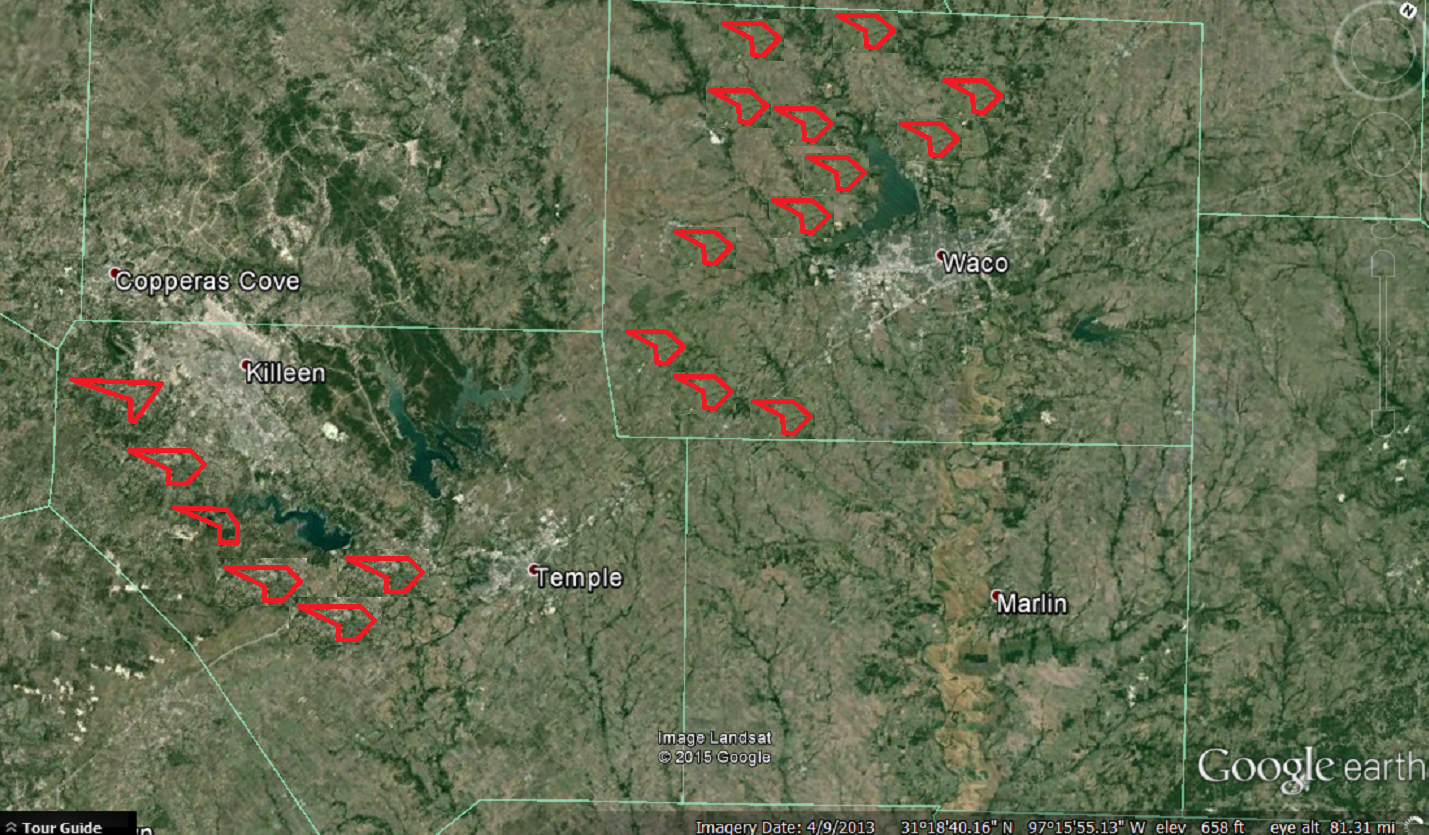 N
Waco
Copperas Cove
Killeen
Temple
Marlin
Image Landsat
© 2015 Google
Google earth
Tour Guide
Imagery Date: 4/9/2013 31°18'40.16" N 97°15'55.13" W elev 658 ft eye alt 81.31 mi